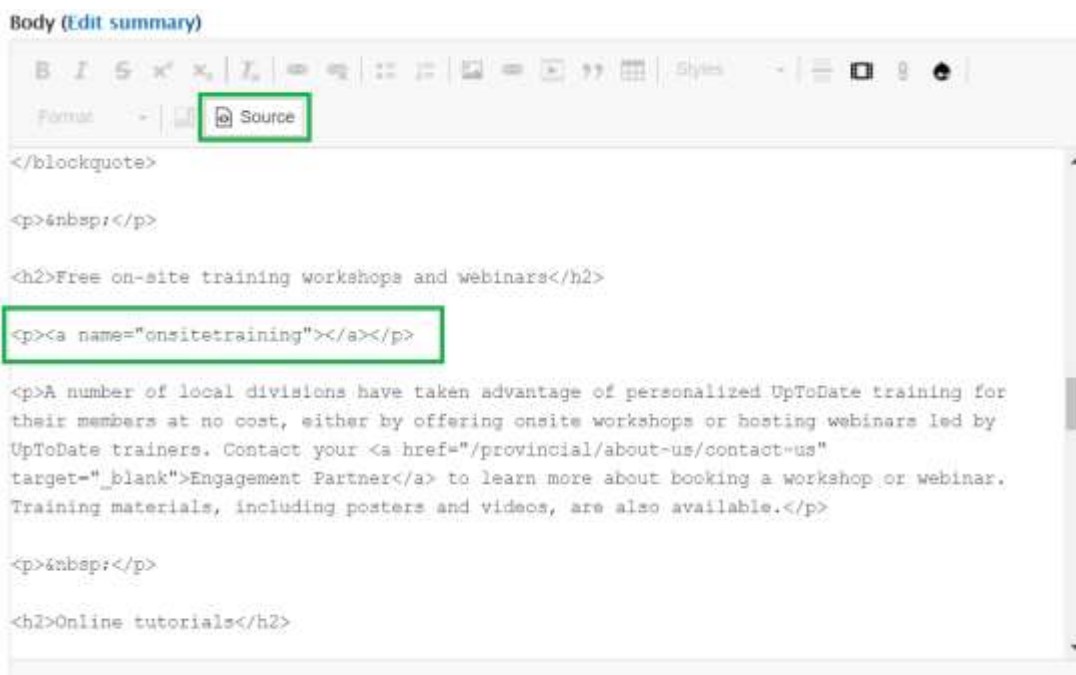 Body (Edit summary)
B I S x² xₛ Iₓ Styles
Format Source
</blockquote>
<p>&nbsp;</p>
<h2>Free on-site training workshops and webinars</h2>
<p><a name="onsitetraining"></a></p>
<p>A number of local divisions have taken advantage of personalized UpToDate training for
their members at no cost, either by offering onsite workshops or hosting webinars led by
UpToDate trainers. Contact your <a href="/provincial/about-us/contact-us"
target="_blank">Engagement Partner</a> to learn more about booking a workshop or webinar.
Training materials, including posters and videos, are also available.</p>
<p>&nbsp;</p>
<h2>Online tutorials</h2>